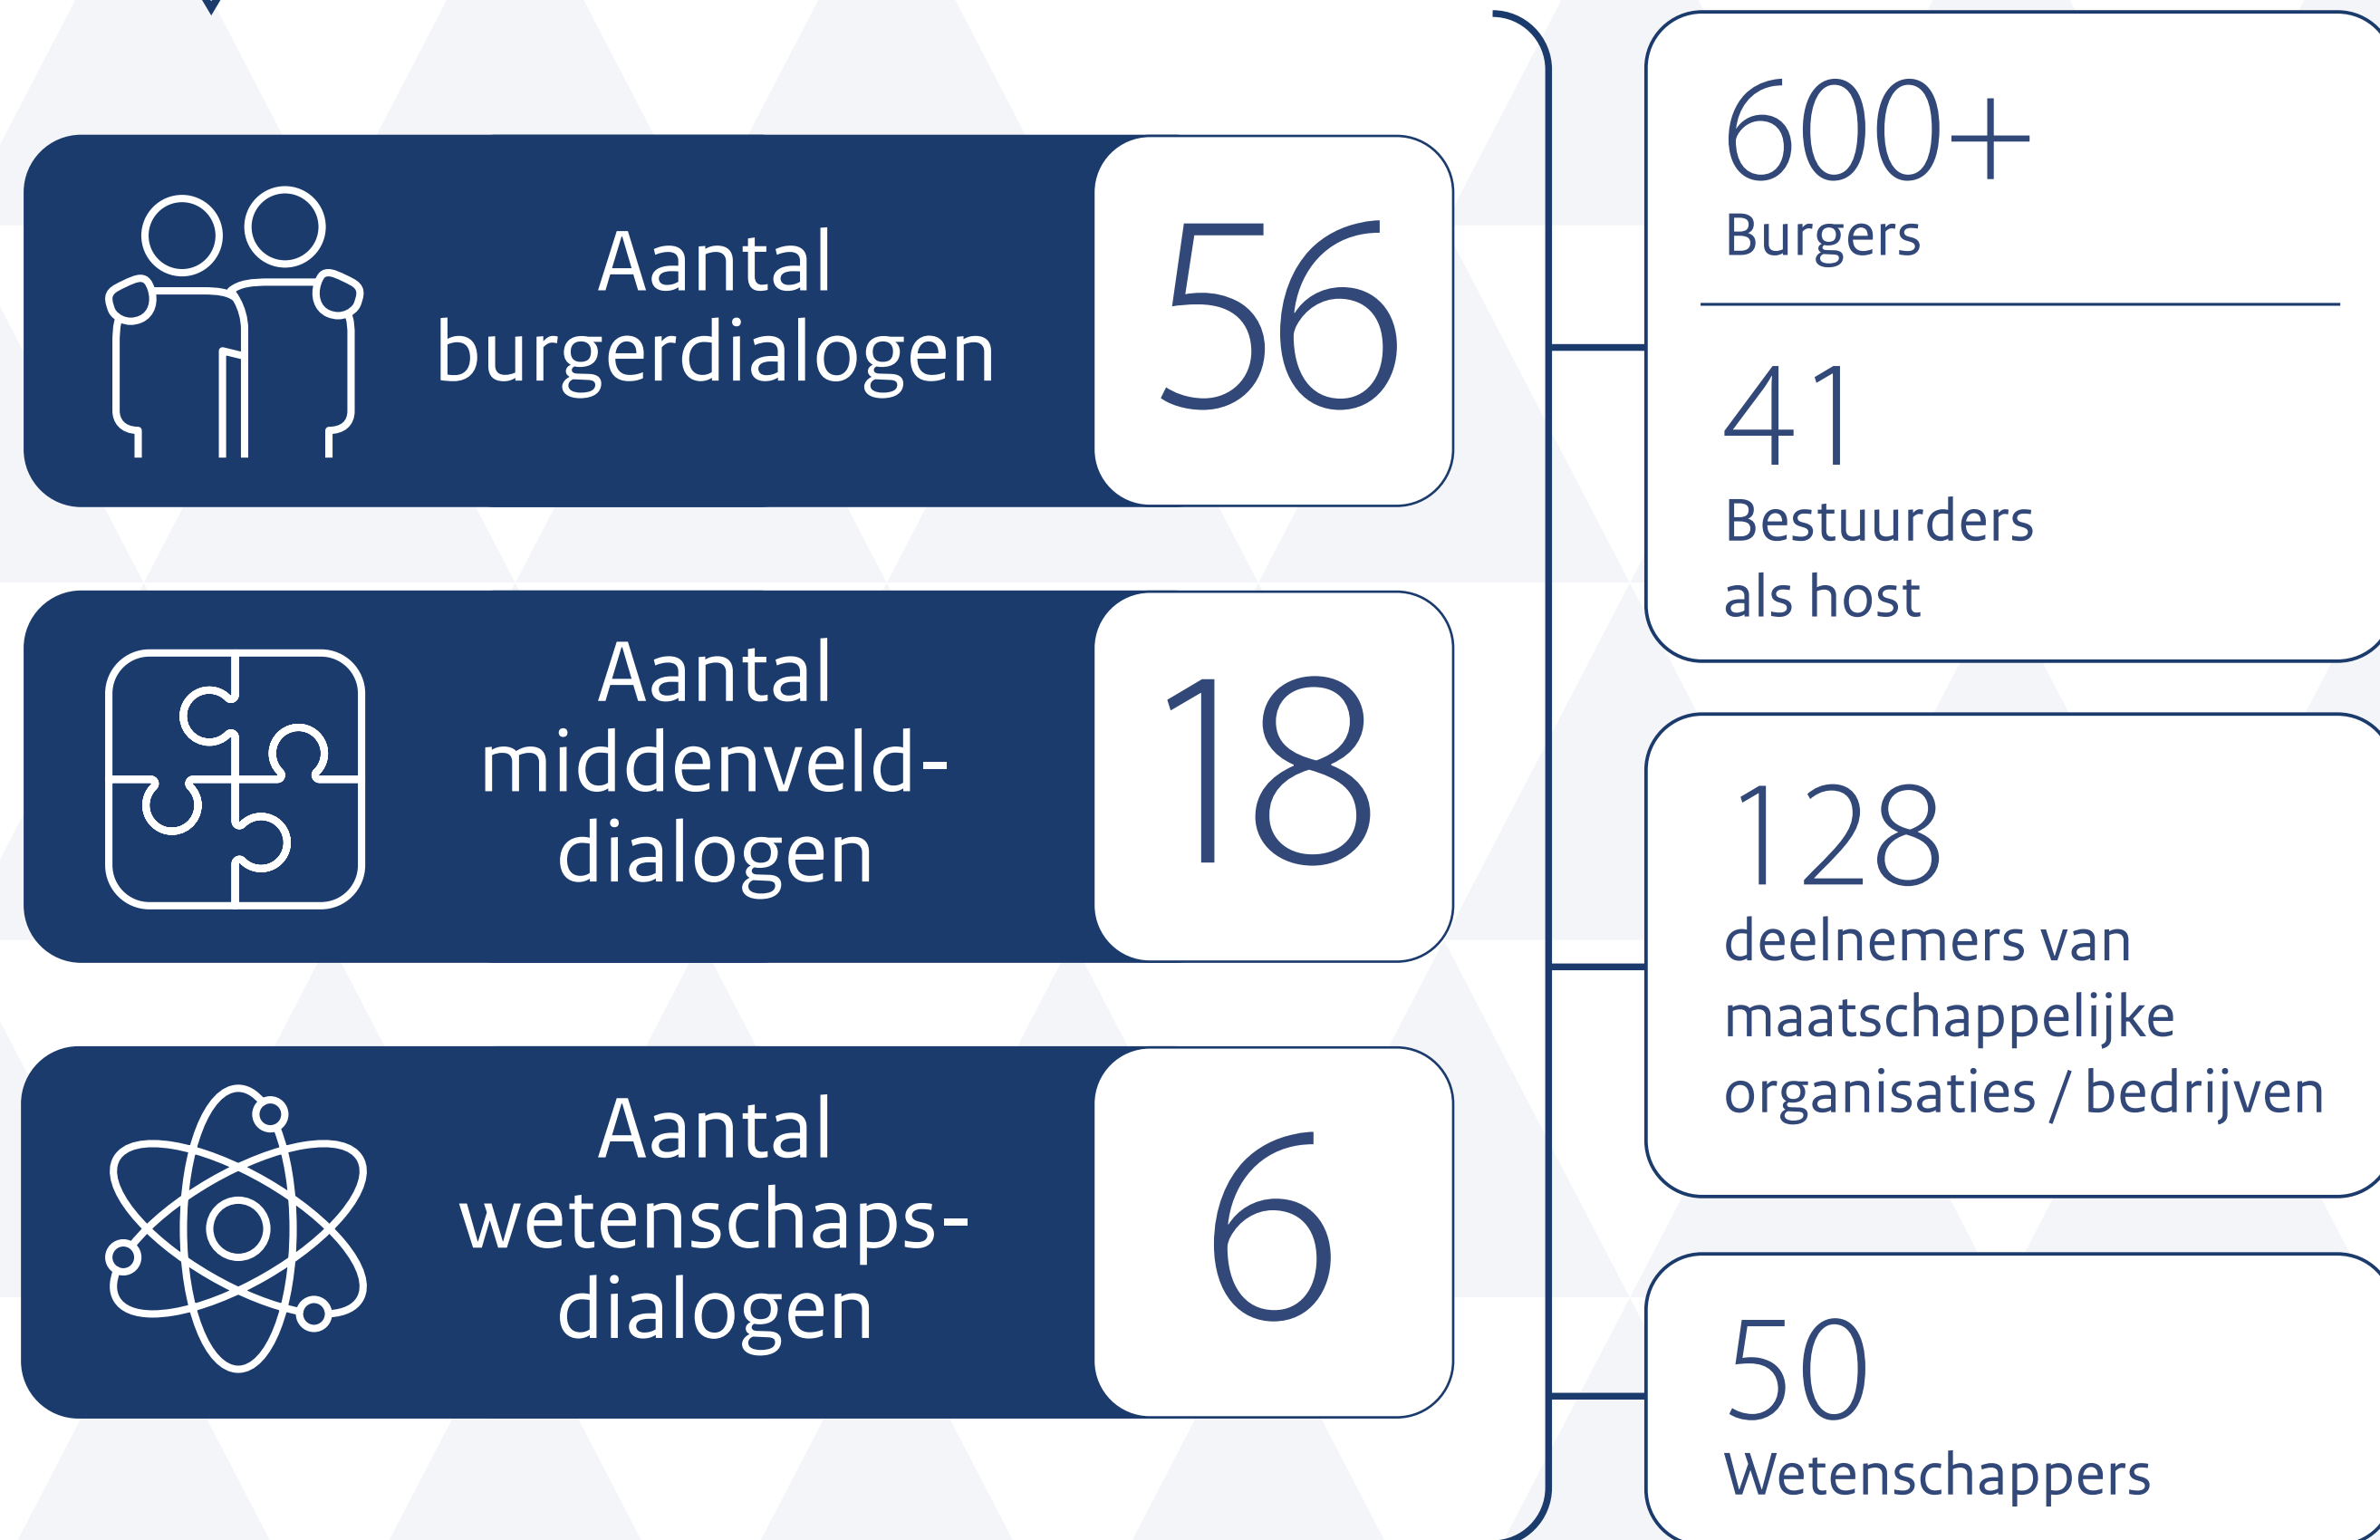 Aantal
burgerdialogen
56
Aantal
middenveld-
dialogen
18
Aantal
wetenschaps-
dialogen
6
600+
Burgers
41
Bestuurders
als host
128
deelnemers van
maatschappelijke
organisaties / bedrijven
50
Wetenschappers